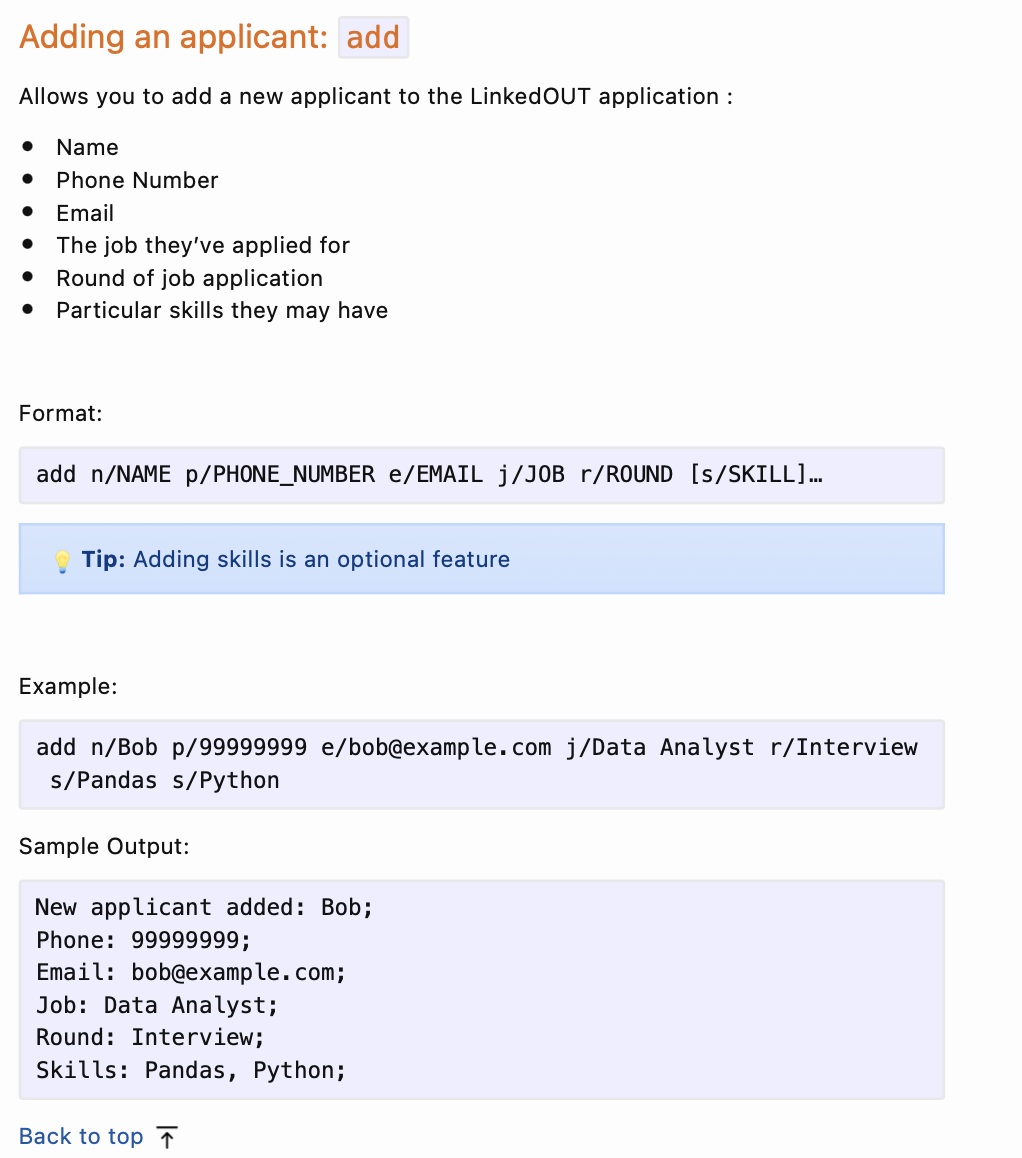 Adding an applicant: add
Allows you to add a new applicant to the LinkedOUT application :
• Name
• Phone Number
• Email
• The job they’ve applied for
• Round of job application
• Particular skills they may have
Format:
add n/NAME p/PHONE_NUMBER e/EMAIL j/JOB r/ROUND [s/SKILL]…
💡 Tip: Adding skills is an optional feature
Example:
add n/Bob p/99999999 e/bob@example.com j/Data Analyst r/Interview
s/Pandas s/Python
Sample Output:
New applicant added: Bob;
Phone: 99999999;
Email: bob@example.com;
Job: Data Analyst;
Round: Interview;
Skills: Pandas, Python;
Back to top